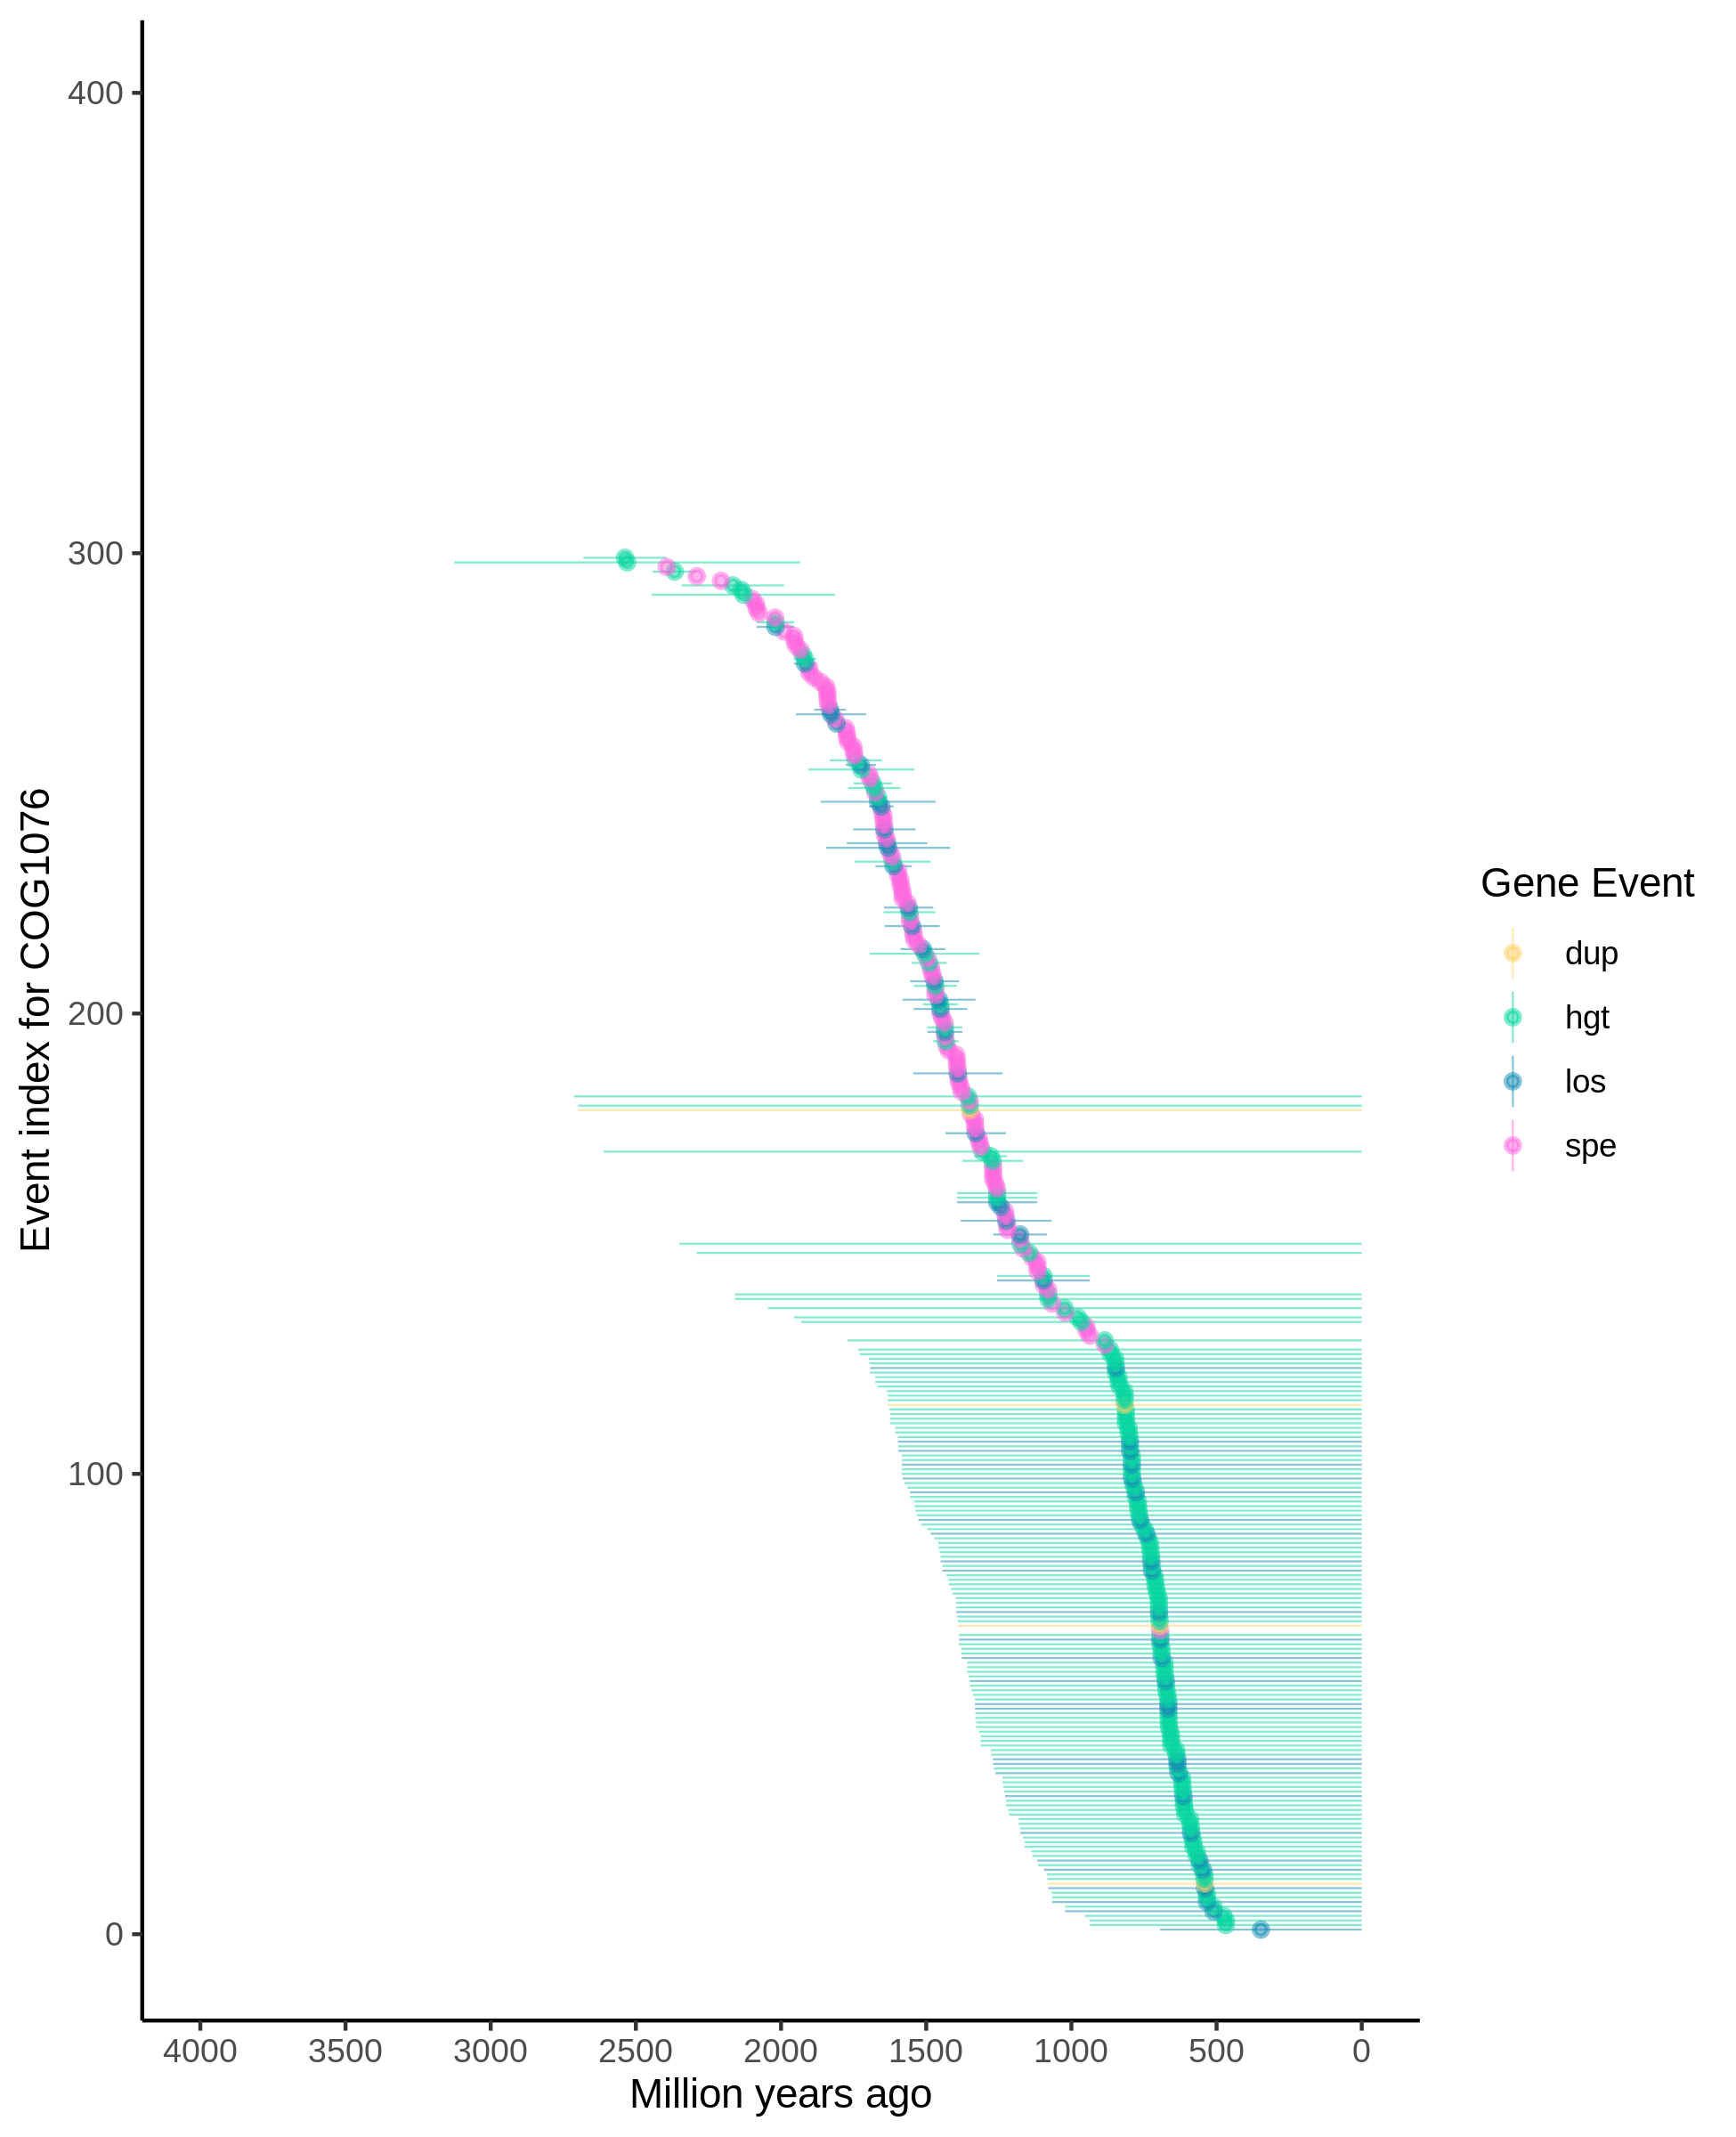 400
300
200
100
0
Event index for COG1076
4000 3500 3000 2500 2000 1500 1000 500 0
Million years ago
Gene Event
dup
hgt
los
spe